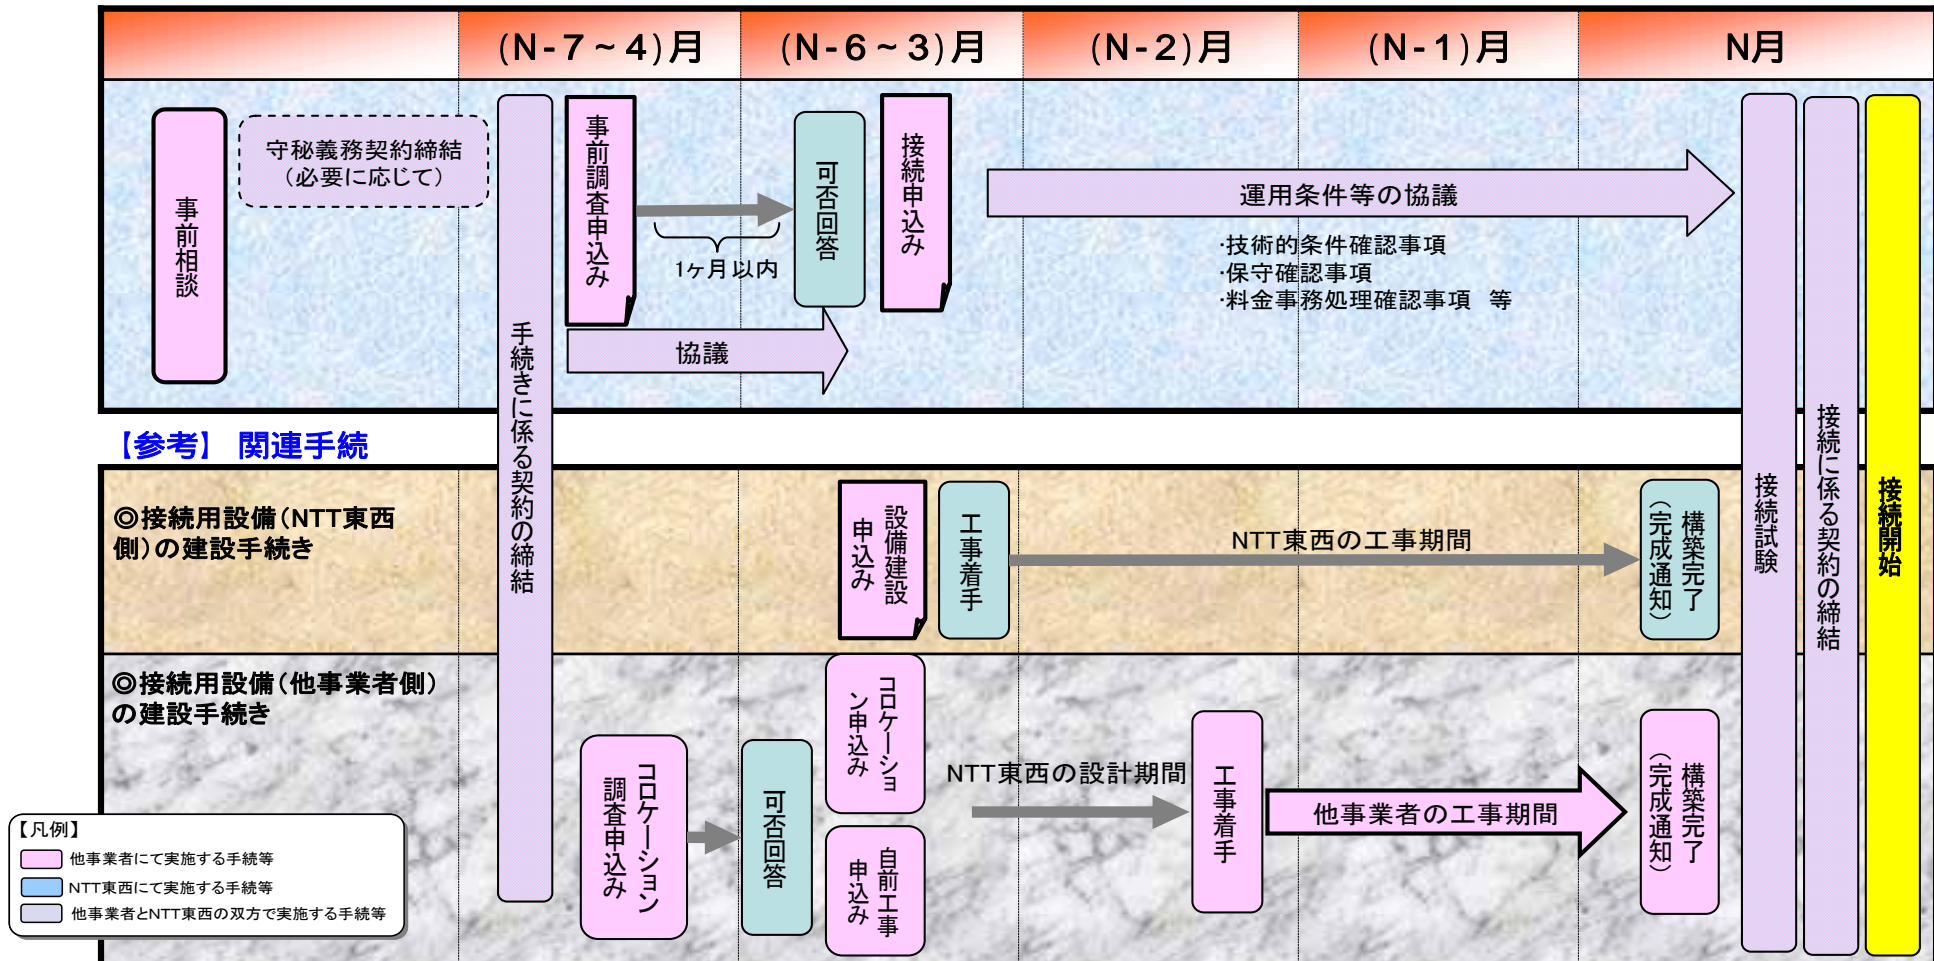 (N-7～4)月
(N-6～3)月
(N-2)月
(N-1)月
N月
事前相談
守秘義務契約締結
（必要に応じて）
手続きに係る契約の締結
事前調査申込み
1ヶ月以内
協議
可否回答
接続申込み
運用条件等の協議
・技術的条件確認事項
・保守確認事項
・料金事務処理確認事項　等
接続試験
接続に係る契約の締結
接続開始
【参考】 関連手続
◎接続用設備(NTT東西
側)の建設手続き
設備建設
申込み
工事着手
NTT東西の工事期間
構築完了
（完成通知）
◎接続用設備(他事業者側)
の建設手続き
コロケーション
調査申込み
可否回答
コロケーショ
ン申込み
自前工事
申込み
NTT東西の設計期間
工事着手
他事業者の工事期間
構築完了
（完成通知）
【凡例】
他事業者にて実施する手続等
NTT東西にて実施する手続等
他事業者とNTT東西の双方で実施する手続等